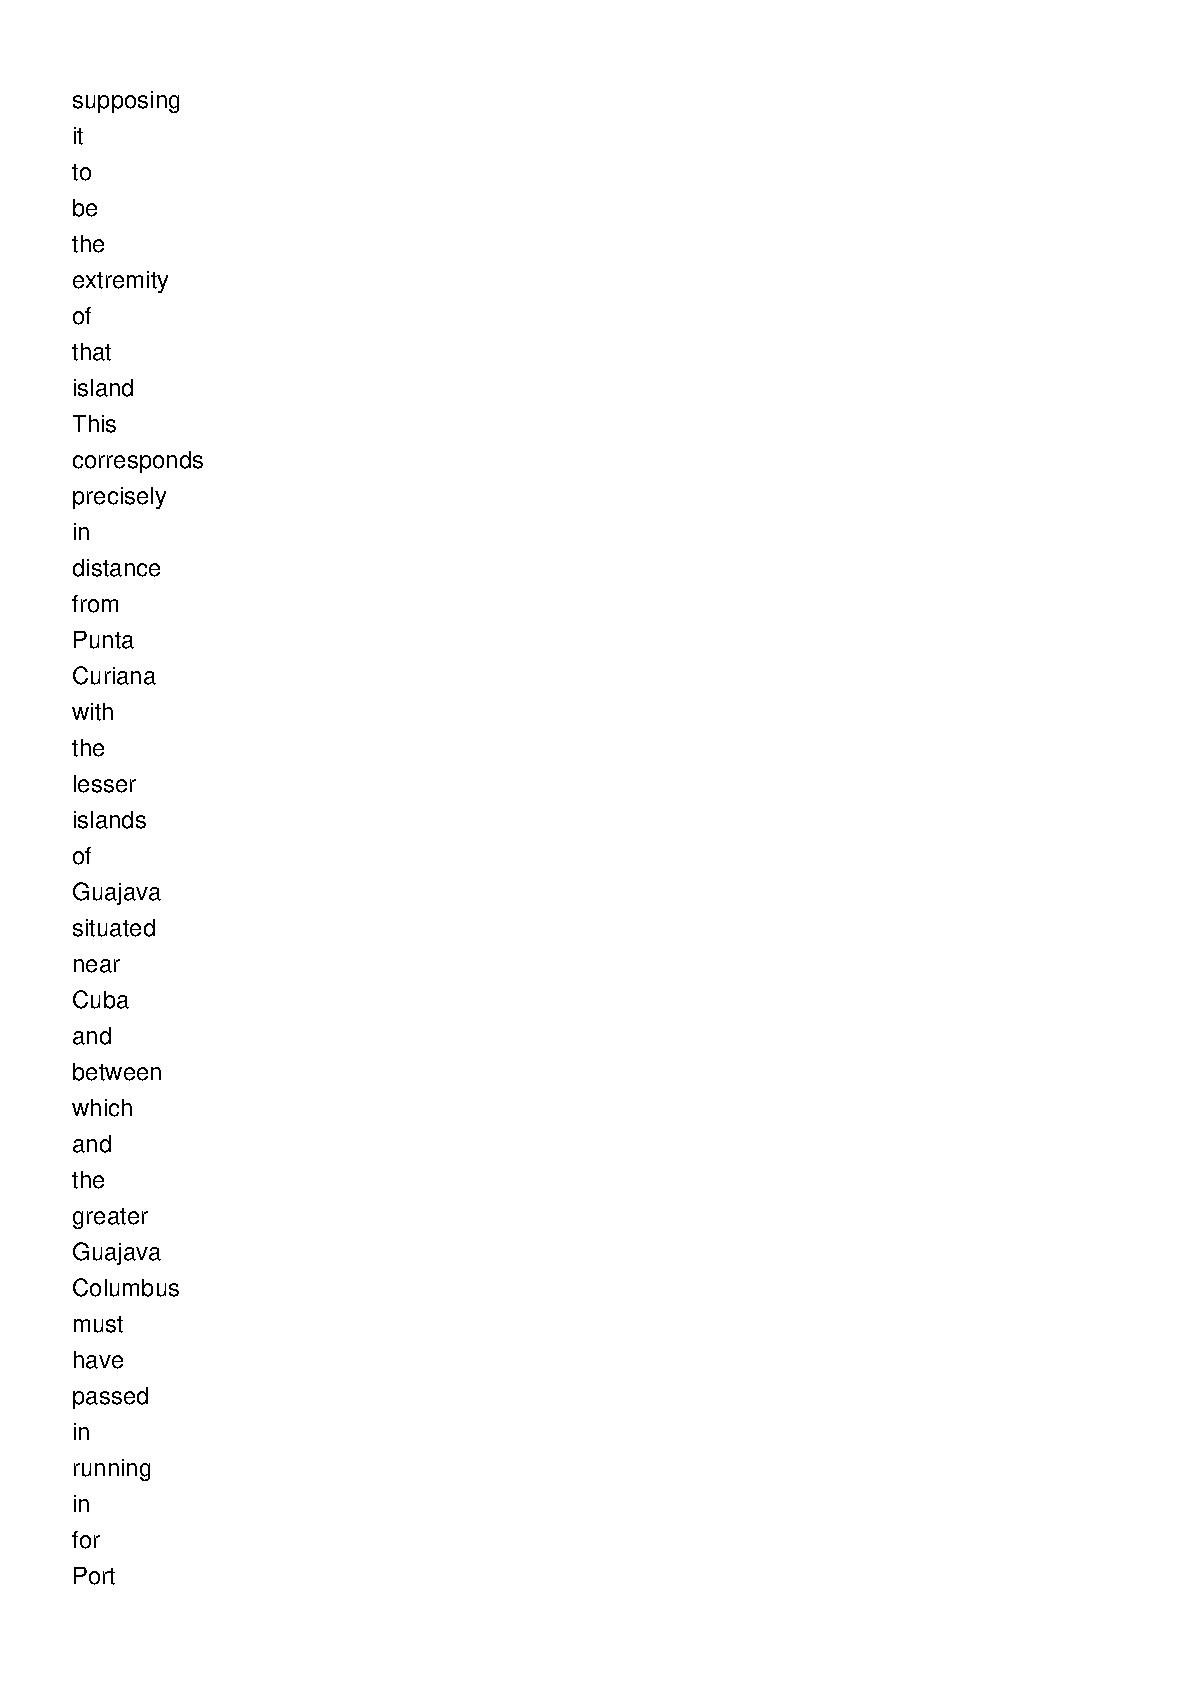 supposing
it
to
be
the
extremity
of
that
island
This
corresponds
precisely
in
distance
from
Punta
Curiana
with
the
lesser
islands
of
Guajava
situated
near
Cuba
and
between
which
and
the
greater
Guajava
Columbus
must
have
passed
in
running
in
for
Port